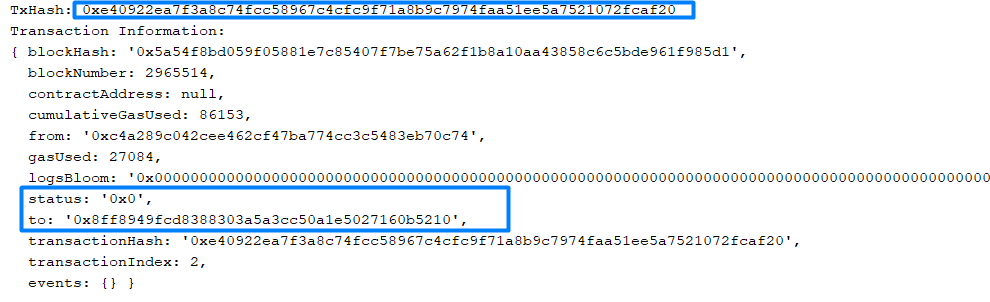 TxHash: 0xe40922ea7f3a8c74fcc58967c4cfc9f71a8b9c7974faa51ee5a7521072fcaf20
Transaction Information:
{ blockHash: '0x5a54f8bd059f05881e7c85407f7be75a62f1b8a10aa43858c6c5bde961f985d1',
blockNumber: 2965514,
contractAddress: null,
cumulativeGasUsed: 86153,
from: '0xc4a289c042cee462cf47ba774cc3c5483eb70c74',
gasUsed: 27084,
logsBloom: '0x000000000000000000000000000000000000000000000000000000000000000000000000000000000000000000000
status: '0x0',
to: '0x8ff8949fcd8388303a5a3cc50a1e5027160b5210',
transactionHash: '0xe40922ea7f3a8c74fcc58967c4cfc9f71a8b9c7974faa51ee5a7521072fcaf20',
transactionIndex: 2,
events: {} }